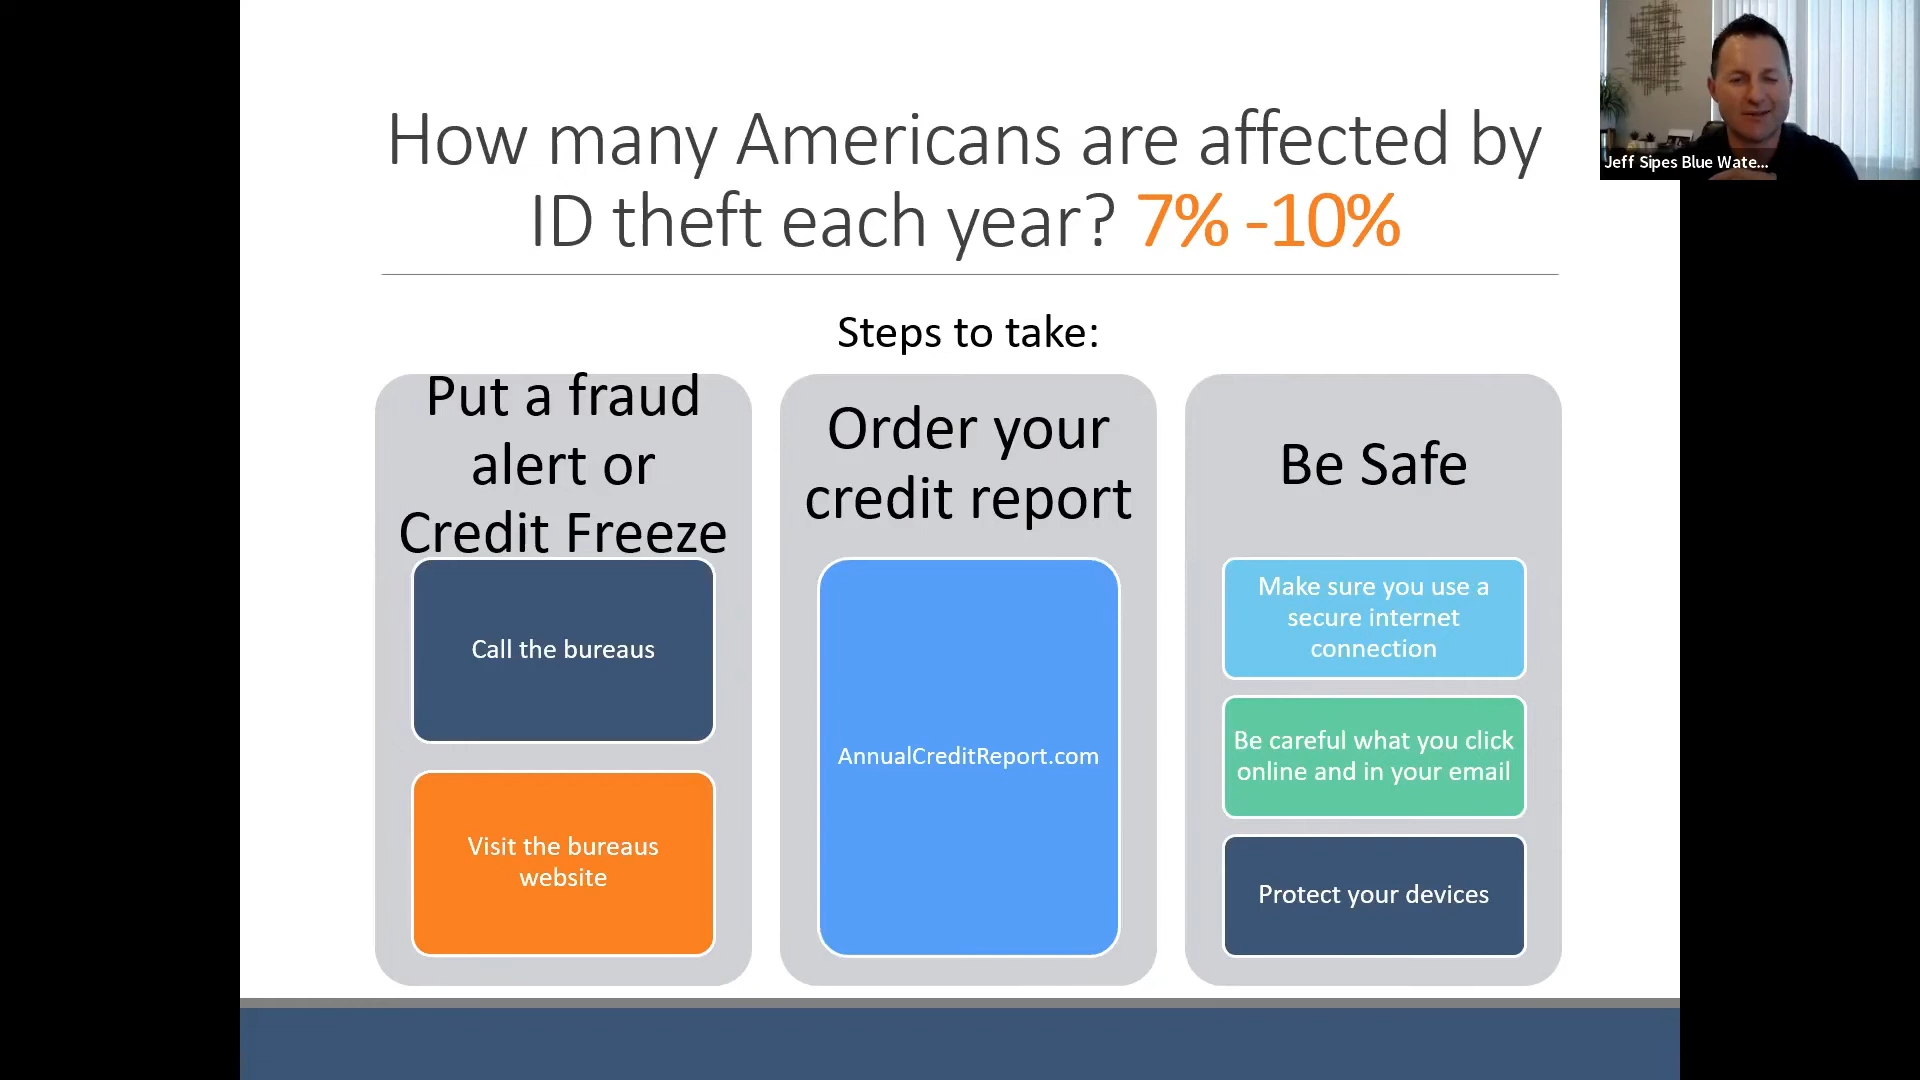 How many Americans are affected by
ID theft each year? 7% -10%
Jeff Sipes Blue Wate...
Steps to take:
Put a fraud
alert or
Credit Freeze
Call the bureaus
Visit the bureaus
website
Order your
credit report
AnnualCreditReport.com
Be Safe
Make sure you use a
secure internet
connection
Be careful what you click
online and in your email
Protect your devices